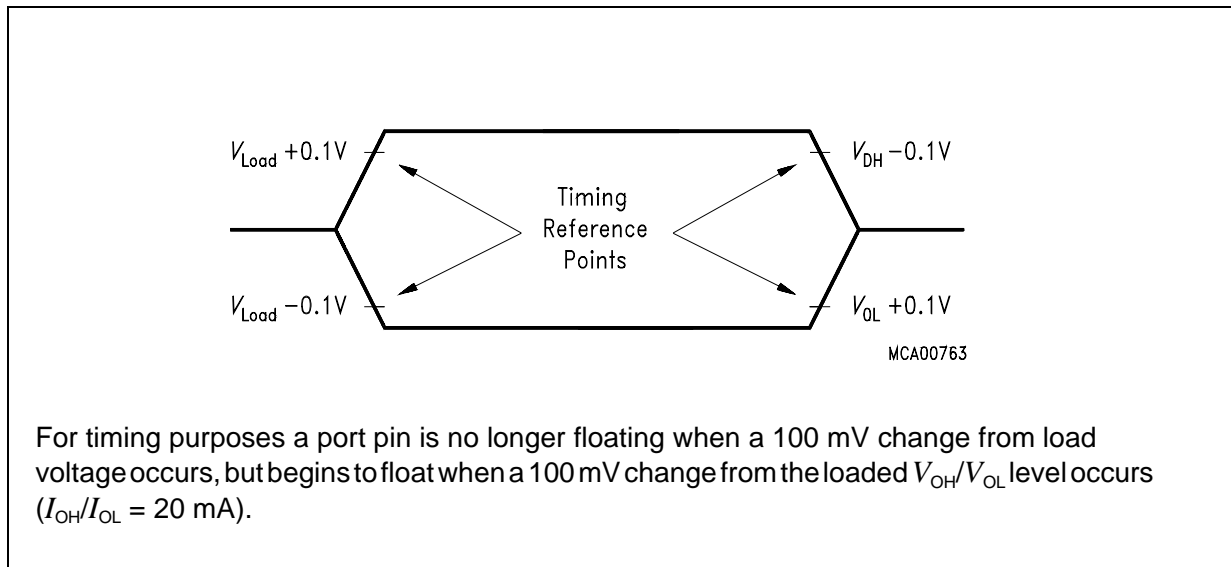 V_Load +0.1V
V_DH −0.1V
Timing
Reference
Points
V_Load −0.1V
V_OL +0.1V
MCA00763
For timing purposes a port pin is no longer floating when a 100 mV change from load
voltage occurs, but begins to float when a 100 mV change from the loaded V_OH/V_OL level occurs
(I_OH/I_OL = 20 mA).